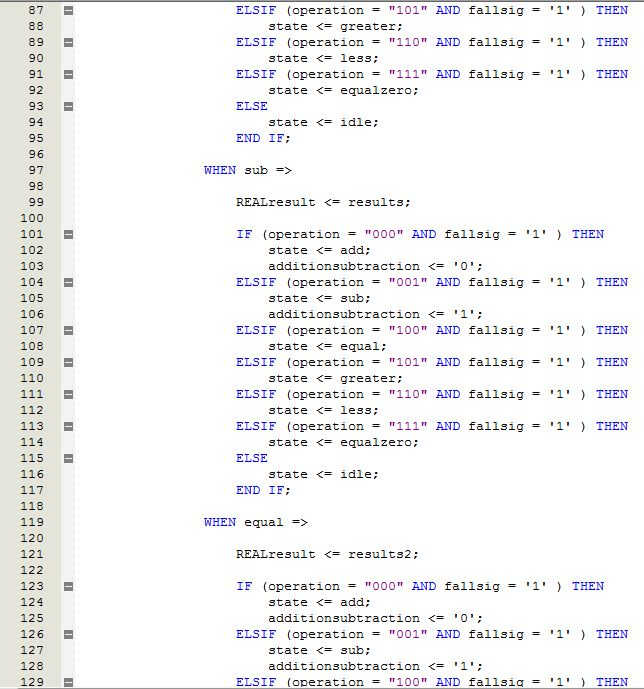 87 ELSIF (operation = "101" AND fallsig = '1' ) THEN
88 state <= greater;
89 ELSIF (operation = "110" AND fallsig = '1' ) THEN
90 state <= less;
91 ELSIF (operation = "111" AND fallsig = '1' ) THEN
92 state <= equalzero;
93 ELSE
94 state <= idle;
95 END IF;
96
97 WHEN sub =>
98
99 REALresult <= results;
100
101 IF (operation = "000" AND fallsig = '1' ) THEN
102 state <= add;
103 additionsubtraction <= '0';
104 ELSIF (operation = "001" AND fallsig = '1' ) THEN
105 state <= sub;
106 additionsubtraction <= '1';
107 ELSIF (operation = "100" AND fallsig = '1' ) THEN
108 state <= equal;
109 ELSIF (operation = "101" AND fallsig = '1' ) THEN
110 state <= greater;
111 ELSIF (operation = "110" AND fallsig = '1' ) THEN
112 state <= less;
113 ELSIF (operation = "111" AND fallsig = '1' ) THEN
114 state <= equalzero;
115 ELSE
116 state <= idle;
117 END IF;
118
119 WHEN equal =>
120
121 REALresult <= results2;
122
123 IF (operation = "000" AND fallsig = '1' ) THEN
124 state <= add;
125 additionsubtraction <= '0';
126 ELSIF (operation = "001" AND fallsig = '1' ) THEN
127 state <= sub;
128 additionsubtraction <= '1';
129 ELSIF (operation = "100" AND fallsig = '1' ) THEN